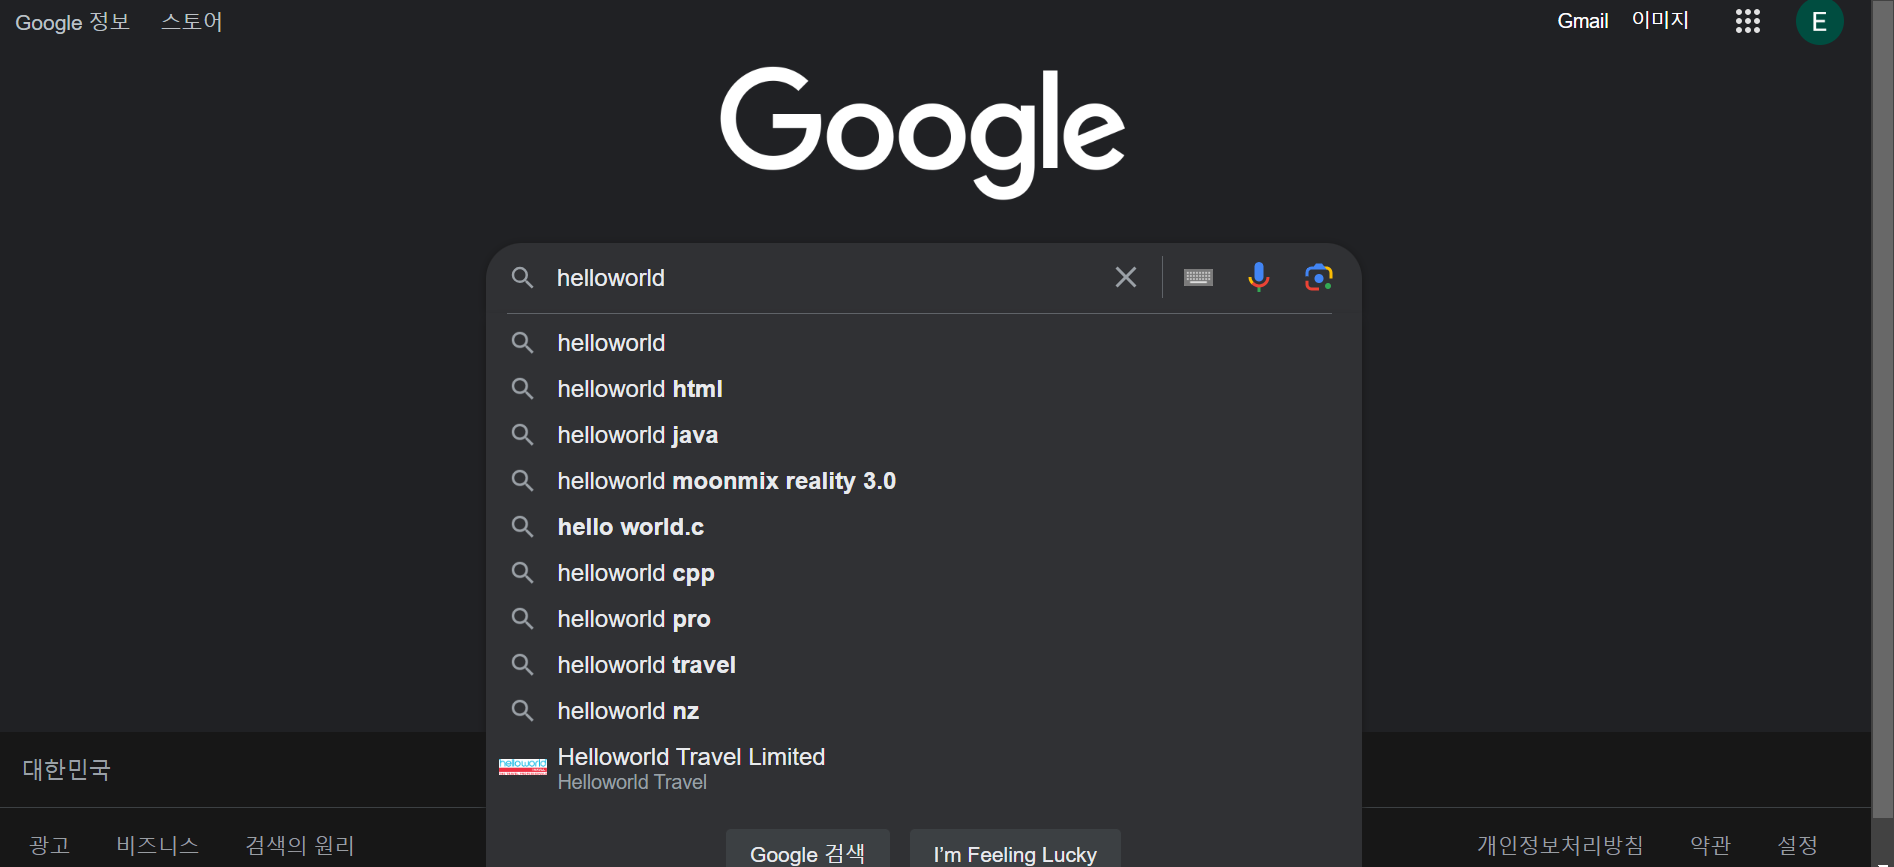 Google 정보 스토어 Gmail 이미지 E
Google
helloworld
helloworld
helloworld html
helloworld java
helloworld moonmix reality 3.0
hello world.c
helloworld cpp
helloworld pro
helloworld travel
helloworld nz
helloworld
Helloworld Travel Limited
Helloworld Travel
대한민국
광고 비즈니스 검색의 원리 Google 검색 I’m Feeling Lucky 개인정보처리방침 약관 설정